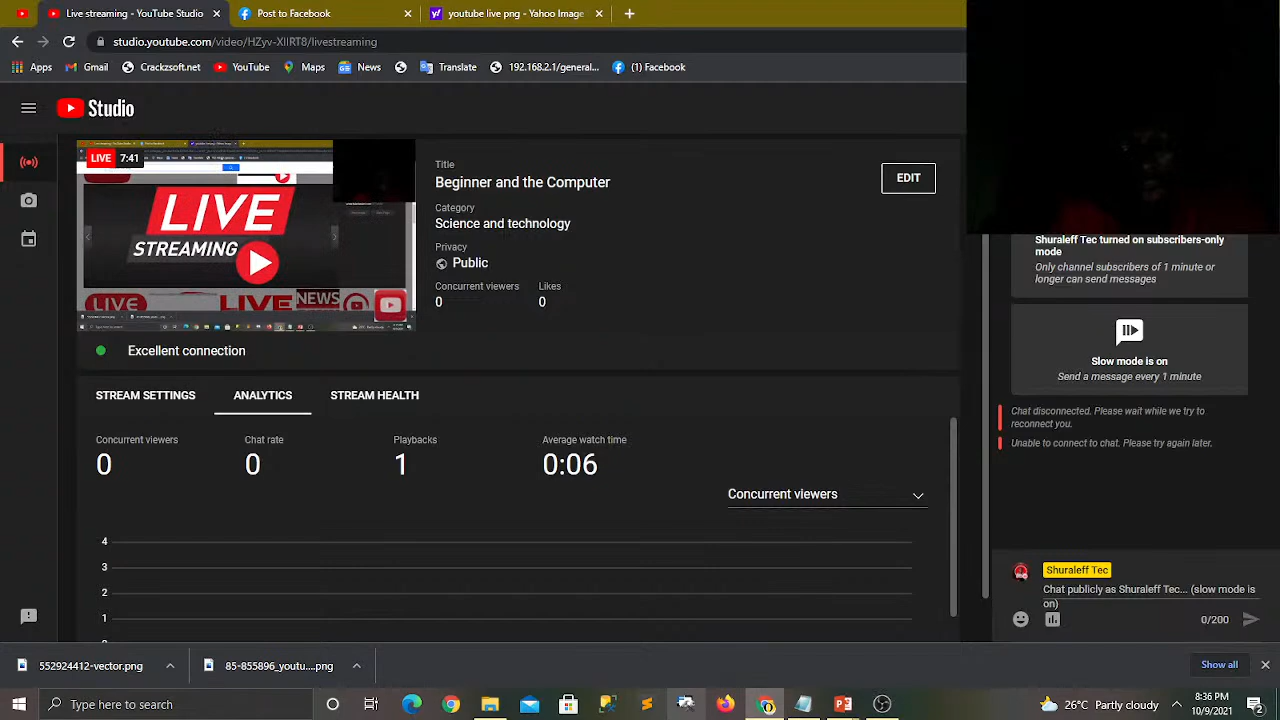 Live streaming - YouTube Studio
Post to Facebook
youtube live png - Yahoo Image
studio.youtube.com/video/HZyv-XIIRT8/livestreaming
Apps
Gmail
Crackzsoft.net
YouTube
Maps
News
Translate
192.168.2.1/general...
(1) Facebook
Studio
LIVE 7:41
LIVE
STREAMING
LIVE
LIVE
NEWS
Title
Beginner and the Computer
EDIT
Category
Science and technology
Privacy
Public
Concurrent viewers Likes
0 0
Excellent connection
STREAM SETTINGS ANALYTICS STREAM HEALTH
Concurrent viewers Chat rate Playbacks Average watch time
0 0 1 0:06
Concurrent viewers
4
3
2
1
Shuraleff Tec turned on subscribers-only
mode
Only channel subscribers of 1 minute or
longer can send messages
Slow mode is on
Send a message every 1 minute
Chat disconnected. Please wait while we try to
reconnect you.
Unable to connect to chat. Please try again later.
Shuraleff Tec
Chat publicly as Shuraleff Tec... (slow mode is
on)
0/200
552924412-vector.png
85-855896_youtu....png
Show all
Type here to search
29°C Partly cloudy
8:36 PM
10/9/2021
2